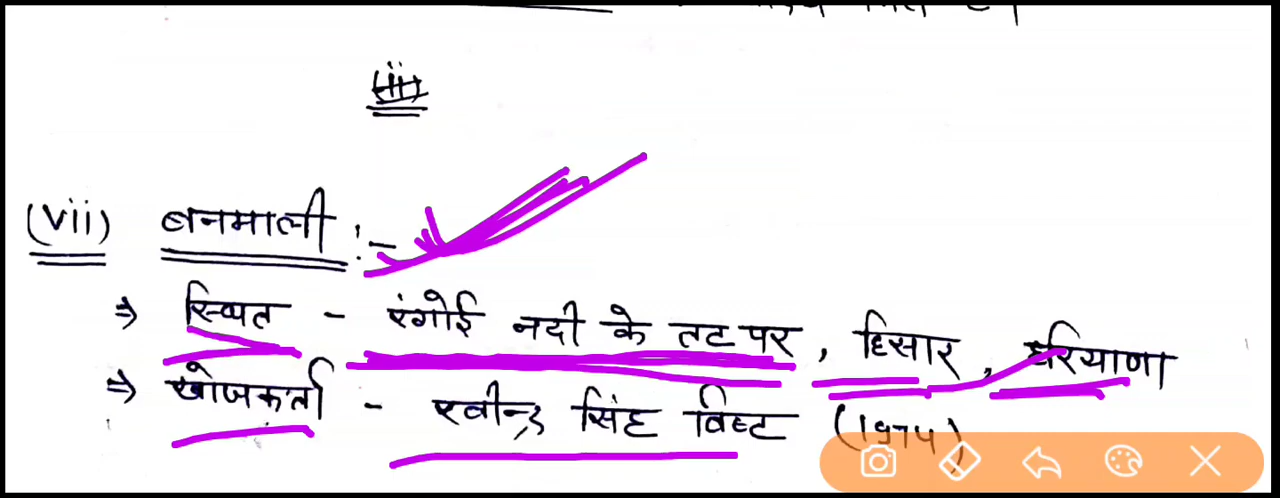 (vii) बनमाली :-
⇒ स्थित - रंगोई नदी के तट पर, हिसार, हरियाणा
⇒ खोजकर्ता - रवीन्द्र सिंह विष्ट (1974)